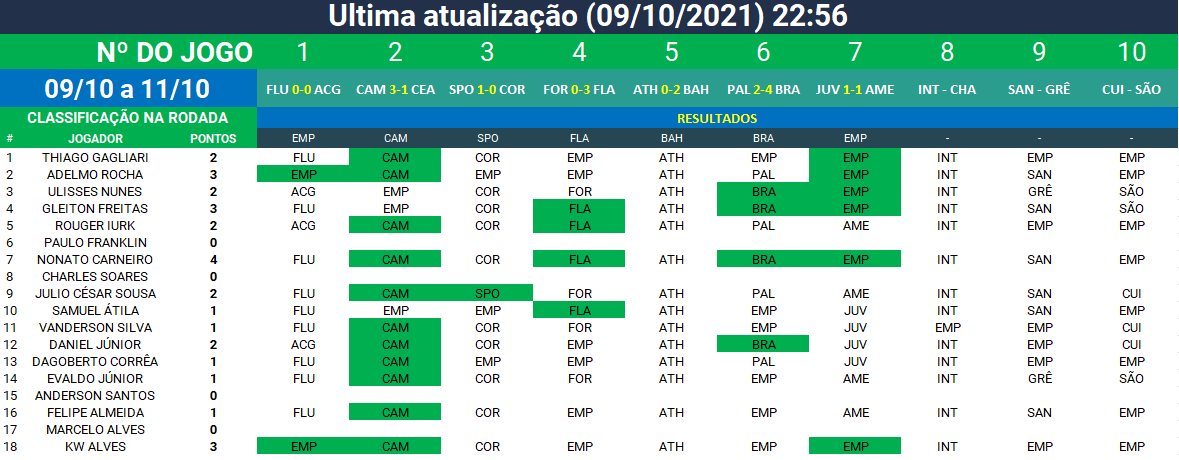 Ultima atualização (09/10/2021) 22:56
Nº DO JOGO 1 2 3 4 5 6 7 8 9 10
09/10 a 11/10 FLU 0-0 ACG CAM 3-1 CEA SPO 1-0 COR FOR 0-3 FLA ATH 0-2 BAH PAL 2-4 BRA JUV 1-1 AME INT - CHA SAN - GRÊ CUI - SÃO
CLASSIFICAÇÃO NA RODADA RESULTADOS
# JOGADOR PONTOS EMP CAM SPO FLA BAH BRA EMP - - -
1 THIAGO GAGLIARI 2 FLU CAM COR EMP ATH EMP EMP INT EMP EMP
2 ADELMO ROCHA 3 EMP CAM EMP EMP ATH PAL EMP INT SAN EMP
3 ULISSES NUNES 2 ACG EMP COR FOR ATH BRA EMP INT GRÊ SÃO
4 GLEITON FREITAS 3 FLU EMP COR FLA ATH BRA EMP INT SAN SÃO
5 ROUGER IURK 2 ACG CAM COR FLA ATH PAL AME INT EMP EMP
6 PAULO FRANKLIN 0
7 NONATO CARNEIRO 4 FLU CAM COR FLA ATH BRA EMP INT SAN EMP
8 CHARLES SOARES 0
9 JULIO CÉSAR SOUSA 2 FLU CAM SPO FOR ATH PAL AME INT SAN CUI
10 SAMUEL ÁTILA 1 FLU EMP EMP FLA ATH EMP JUV INT SAN EMP
11 VANDERSON SILVA 1 FLU CAM COR FOR ATH EMP JUV EMP EMP CUI
12 DANIEL JÚNIOR 2 ACG CAM COR EMP ATH BRA JUV INT EMP CUI
13 DAGOBERTO CORRÊA 1 FLU CAM EMP EMP ATH PAL JUV INT EMP EMP
14 EVALDO JÚNIOR 1 FLU CAM COR FOR ATH EMP AME INT GRÊ SÃO
15 ANDERSON SANTOS 0
16 FELIPE ALMEIDA 1 FLU CAM COR EMP ATH EMP AME INT SAN EMP
17 MARCELO ALVES 0
18 KW ALVES 3 EMP CAM COR EMP ATH EMP EMP INT EMP EMP